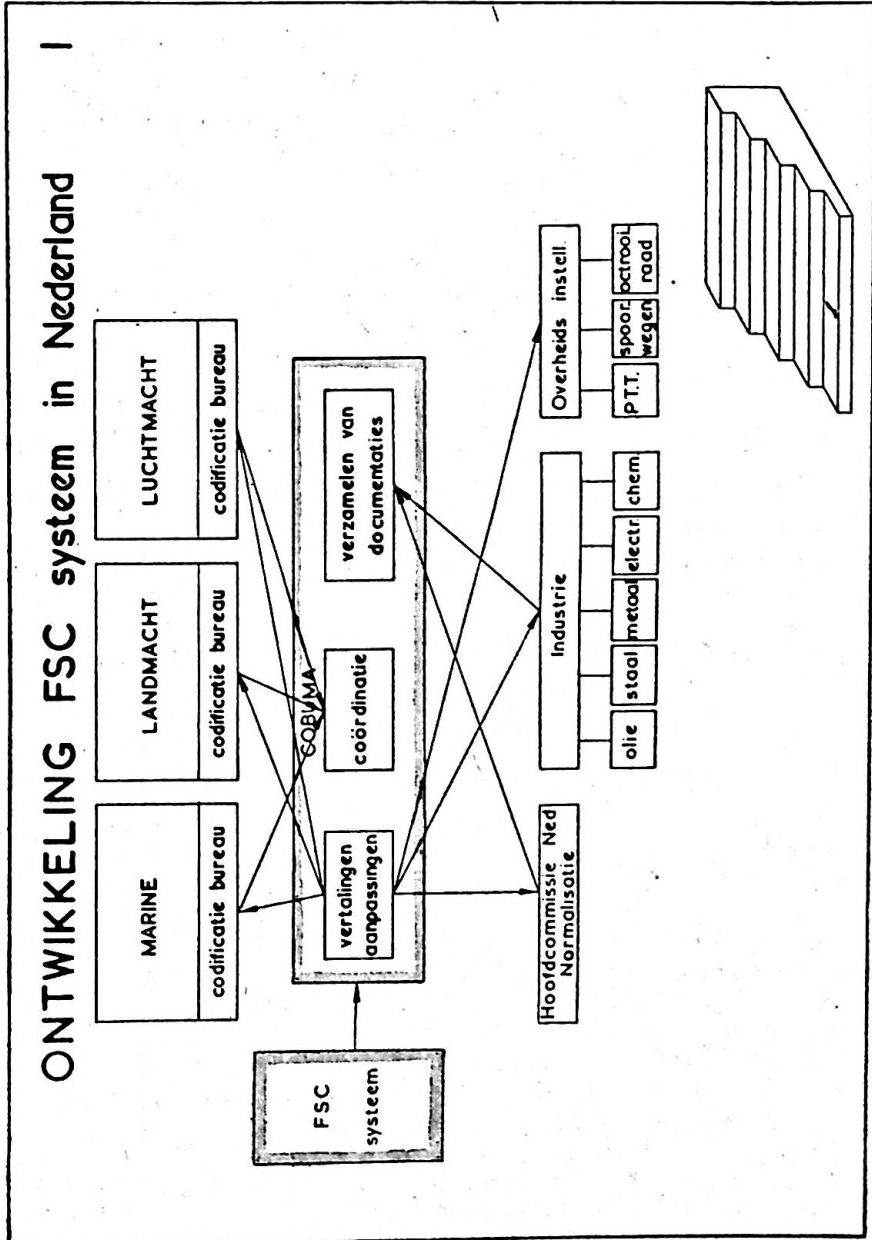 ONTWIKKELING FSC systeem in Nederland I
MARINE
codificatie bureau
LANDMACHT
codificatie bureau
LUCHTMACHT
codificatie bureau
FSC
systeem
COBUMA
vertalingen
aanpassingen
coördinatie
verzamelen van
documentaties
Hoofdcommissie Ned
Normalisatie
Industrie
olie
staal
metaal
electr.
chem.
Overheids instell.
P.T.T.
spoor.
wegen
octrooi.
raad